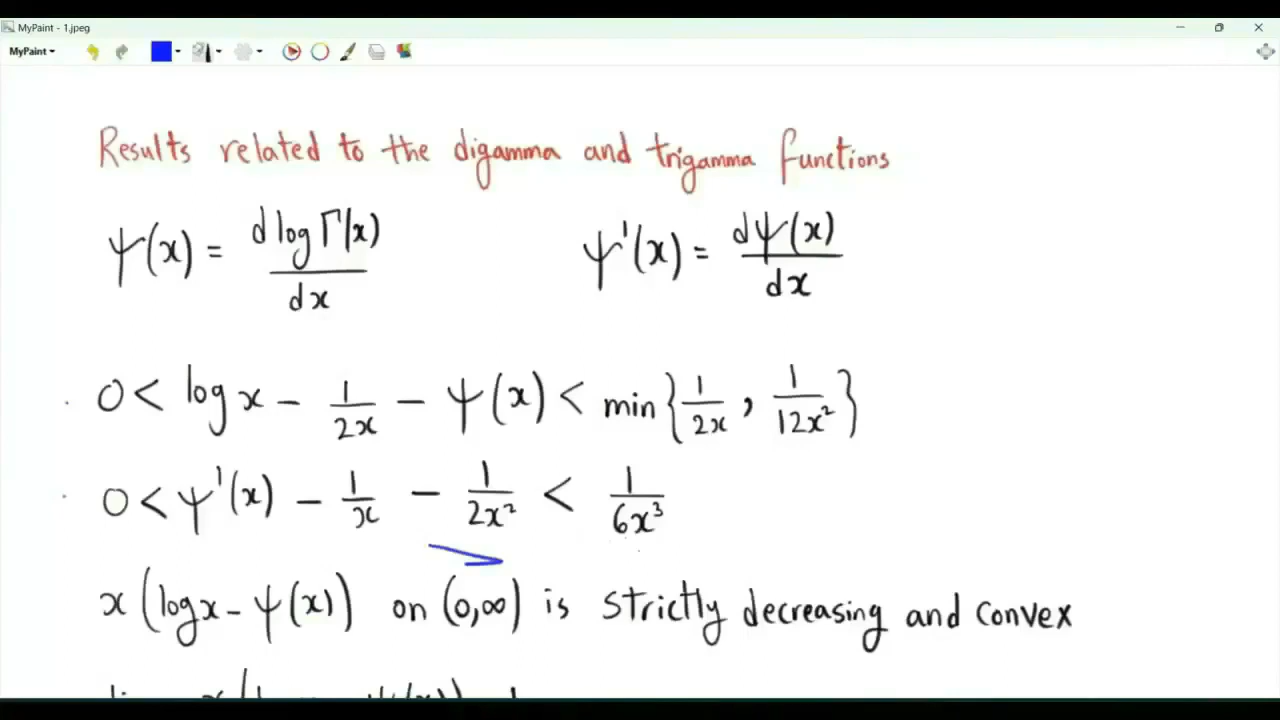 MyPaint - 1.jpeg
MyPaint
Results related to the digamma and trigamma functions
ψ(x) = d log Γ(x) / dx    ψ'(x) = dψ(x) / dx
0 < log x - 1/2x - ψ(x) < min{1/2x, 1/12x²}
0 < ψ'(x) - 1/x - 1/2x² < 1/6x³
x(log x - ψ(x)) on (0,∞) is strictly decreasing and convex